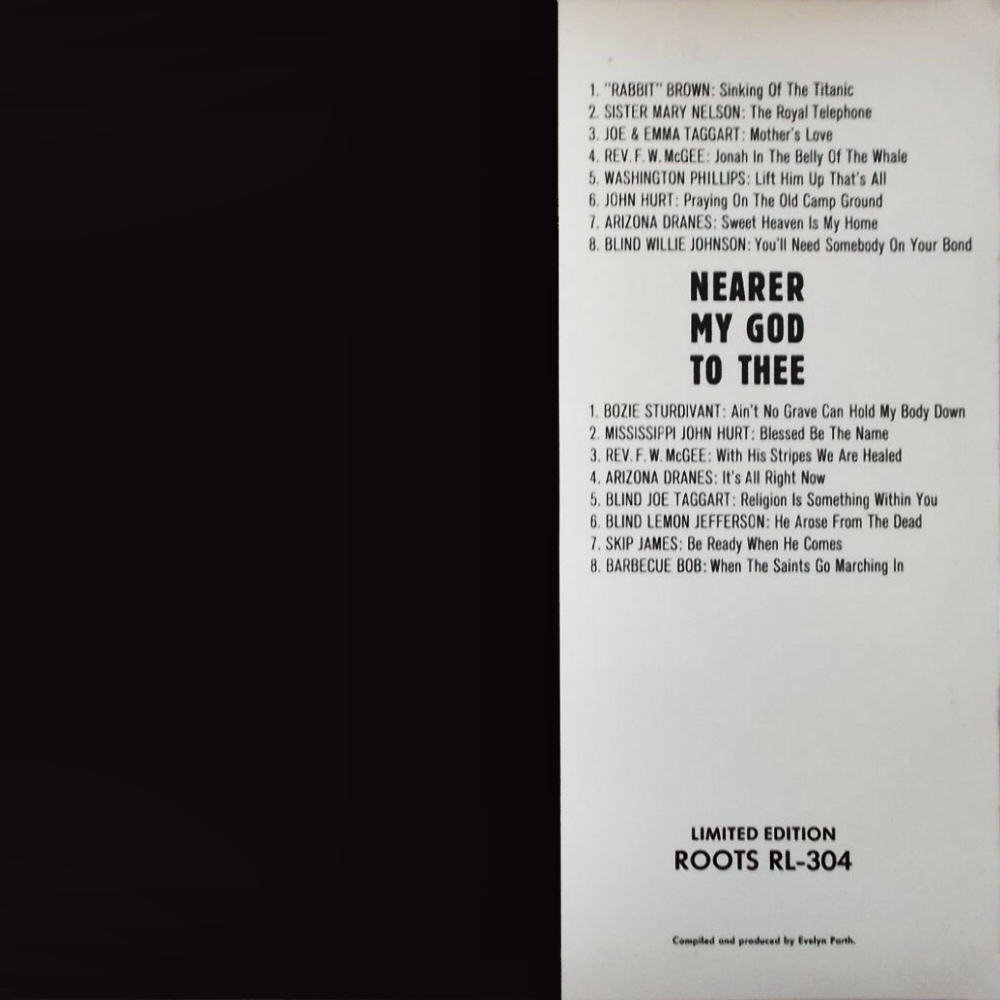 1. "RABBIT" BROWN: Sinking Of The Titanic
2. SISTER MARY NELSON: The Royal Telephone
3. JOE & EMMA TAGGART: Mother's Love
4. REV. F. W. McGEE: Jonah In The Belly Of The Whale
5. WASHINGTON PHILLIPS: Lift Him Up That's All
6. JOHN HURT: Praying On The Old Camp Ground
7. ARIZONA DRANES: Sweet Heaven Is My Home
8. BLIND WILLIE JOHNSON: You'll Need Somebody On Your Bond
NEARER
MY GOD
TO THEE
1. BOZIE STURDIVANT: Ain't No Grave Can Hold My Body Down
2. MISSISSIPPI JOHN HURT: Blessed Be The Name
3. REV. F. W. McGEE: With His Stripes We Are Healed
4. ARIZONA DRANES: It's All Right Now
5. BLIND JOE TAGGART: Religion Is Something Within You
6. BLIND LEMON JEFFERSON: He Arose From The Dead
7. SKIP JAMES: Be Ready When He Comes
8. BARBECUE BOB: When The Saints Go Marching In
LIMITED EDITION
ROOTS RL-304
Compiled and produced by Evelyn Parth.